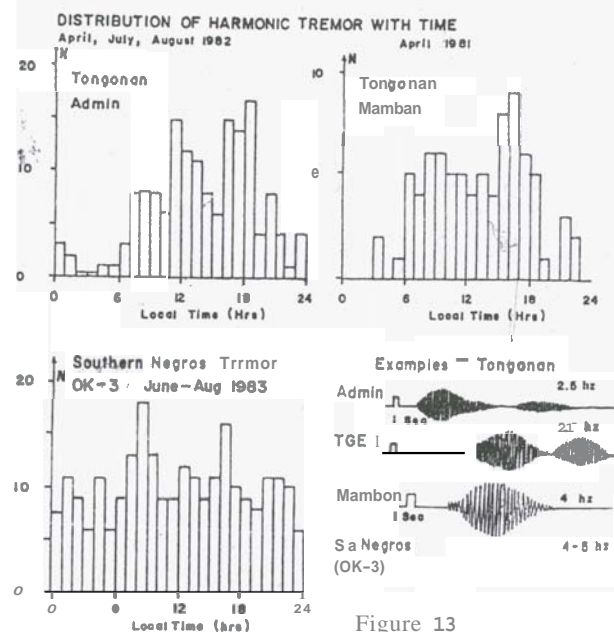 DISTRIBUTION OF HARMONIC TREMOR WITH TIME
April, July, August 1982
April 1981
20
N
Tongonan
Admin
10
0
0 6 12 18 24
Local Time (Hrs)
10
N
Tongonan
Mamban
e
0
0 6 12 18 24
Local Time (Hrs)
20
N
Southern Negros Trrmor
OK-3 June-Aug 1983
10
0
0 0 12 18 24
Local Time (hrs)
Examples - Tonganan
Admin
1 Sec
2.5 hz
TGE I
hz
Mambon
1 Sec
4 hz
Sa Negros
(OK-3)
4-5 hz
Figure 13